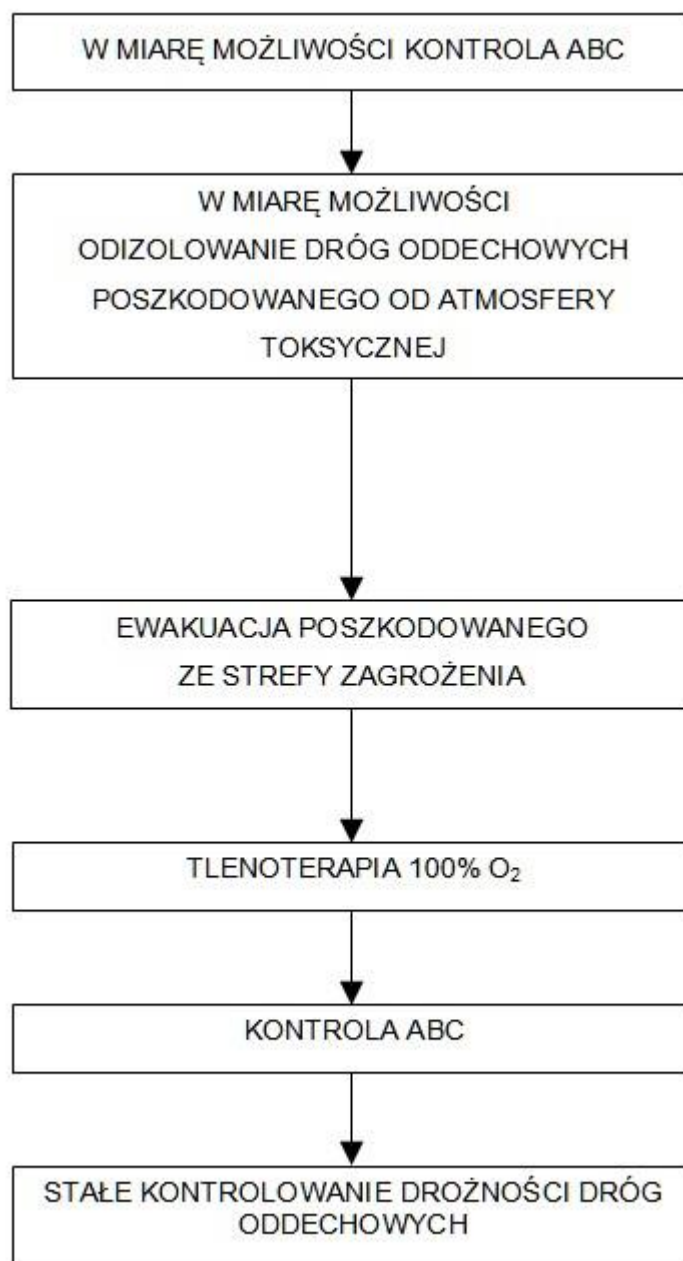 W MIARĘ MOŻLIWOŚCI KONTROLA ABC
W MIARĘ MOŻLIWOŚCI
ODIZOLOWANIE DRÓG ODDECHOWYCH
POSZKODOWANEGO OD ATMOSFERY
TOKSYCZNEJ
EWAKUACJA POSZKODOWANEGO
ZE STREFY ZAGROŻENIA
TLENOTERAPIA 100% O₂
KONTROLA ABC
STAŁE KONTROLOWANIE DROŻNOŚCI DRÓG
ODDECHOWYCH